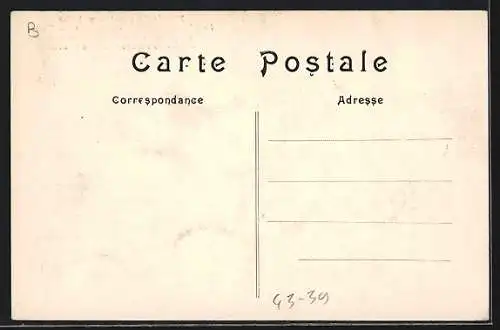 B
Carte Postale
Correspondance Adresse
43-39